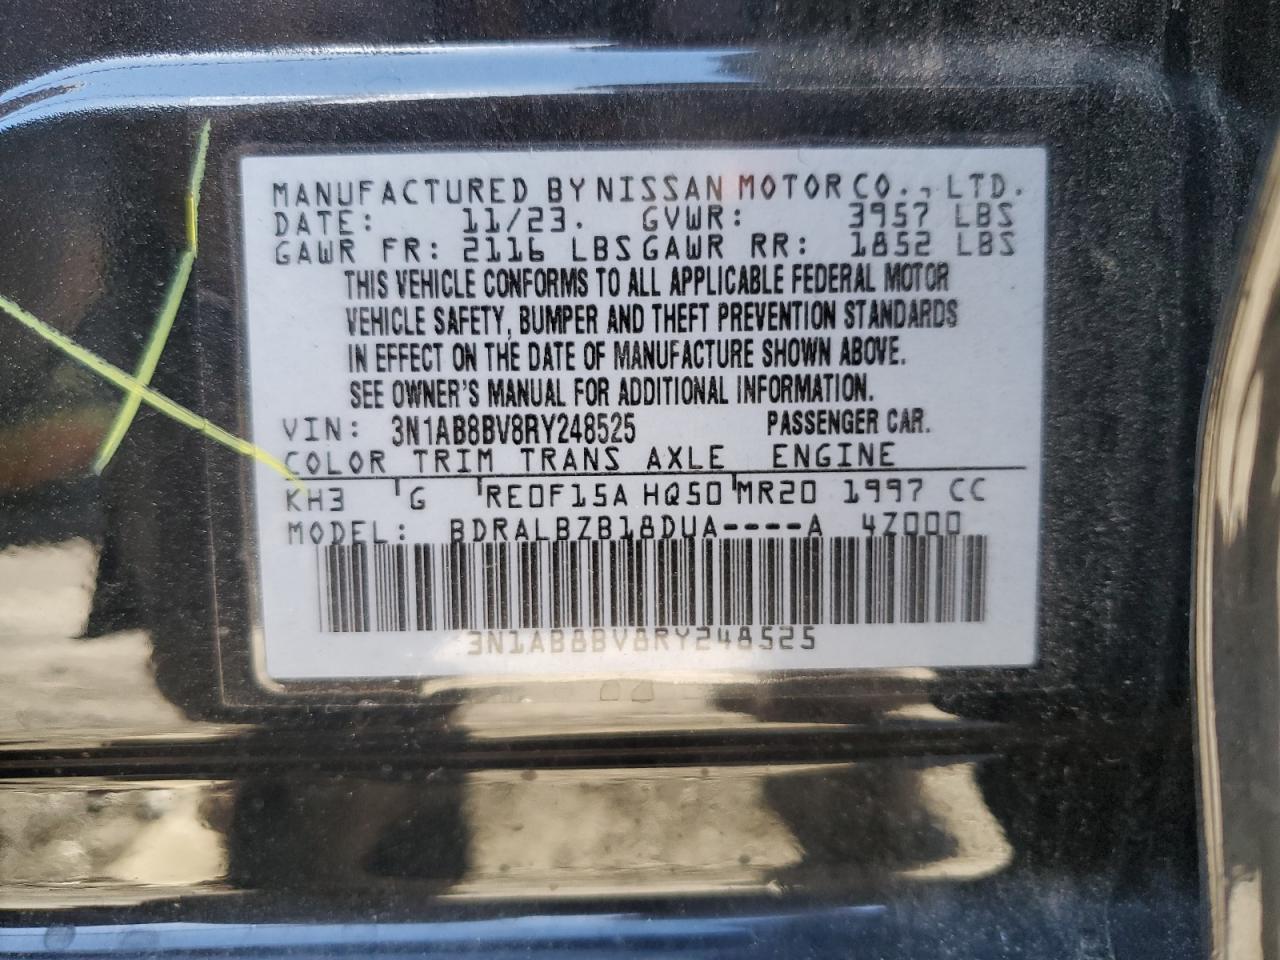 MANUFACTURED BY NISSAN MOTOR CO., LTD.
DATE: 11/23. GVWR: 3957 LBS
GAWR FR: 2116 LBS GAWR RR: 1852 LBS
THIS VEHICLE CONFORMS TO ALL APPLICABLE FEDERAL MOTOR
VEHICLE SAFETY, BUMPER AND THEFT PREVENTION STANDARDS
IN EFFECT ON THE DATE OF MANUFACTURE SHOWN ABOVE.
SEE OWNER'S MANUAL FOR ADDITIONAL INFORMATION.
VIN: 3N1AB8BV8RY248525 PASSENGER CAR.
COLOR TRIM TRANS AXLE ENGINE
KH3 G RE0F15A HQ50 MR20 1997 CC
MODEL: BDRALBZB18DUA----A 4Z000
3N1AB8BV8RY248525